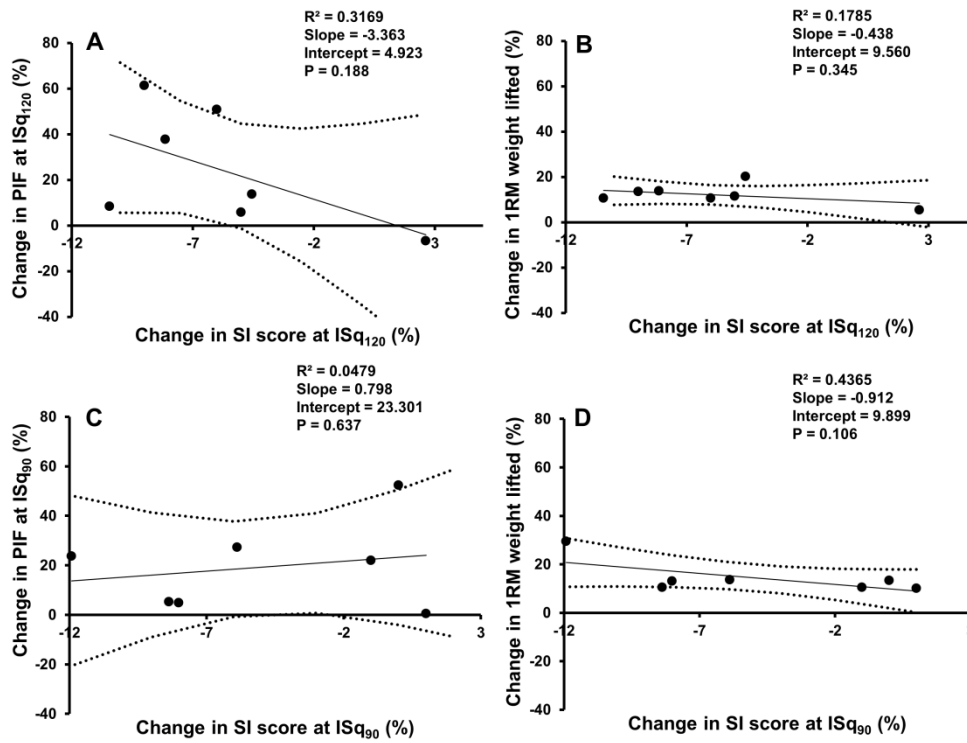 A
R² = 0.3169
Slope = -3.363
Intercept = 4.923
P = 0.188
Change in PIF at ISq120 (%)
80
60
40
20
0
-20
-40
-12
-7
-2
3
Change in SI score at ISq120 (%)
B
R² = 0.1785
Slope = -0.438
Intercept = 9.560
P = 0.345
Change in 1RM weight lifted (%)
80
60
40
20
0
-20
-40
-12
-7
-2
3
Change in SI score at ISq120 (%)
C
R² = 0.0479
Slope = 0.798
Intercept = 23.301
P = 0.637
Change in PIF at ISq90 (%)
80
60
40
20
0
-20
-40
-12
-7
-2
3
Change in SI score at ISq90 (%)
D
R² = 0.4365
Slope = -0.912
Intercept = 9.899
P = 0.106
Change in 1RM weight lifted (%)
80
60
40
20
0
-20
-40
-12
-7
-2
3
Change in SI score at ISq90 (%)